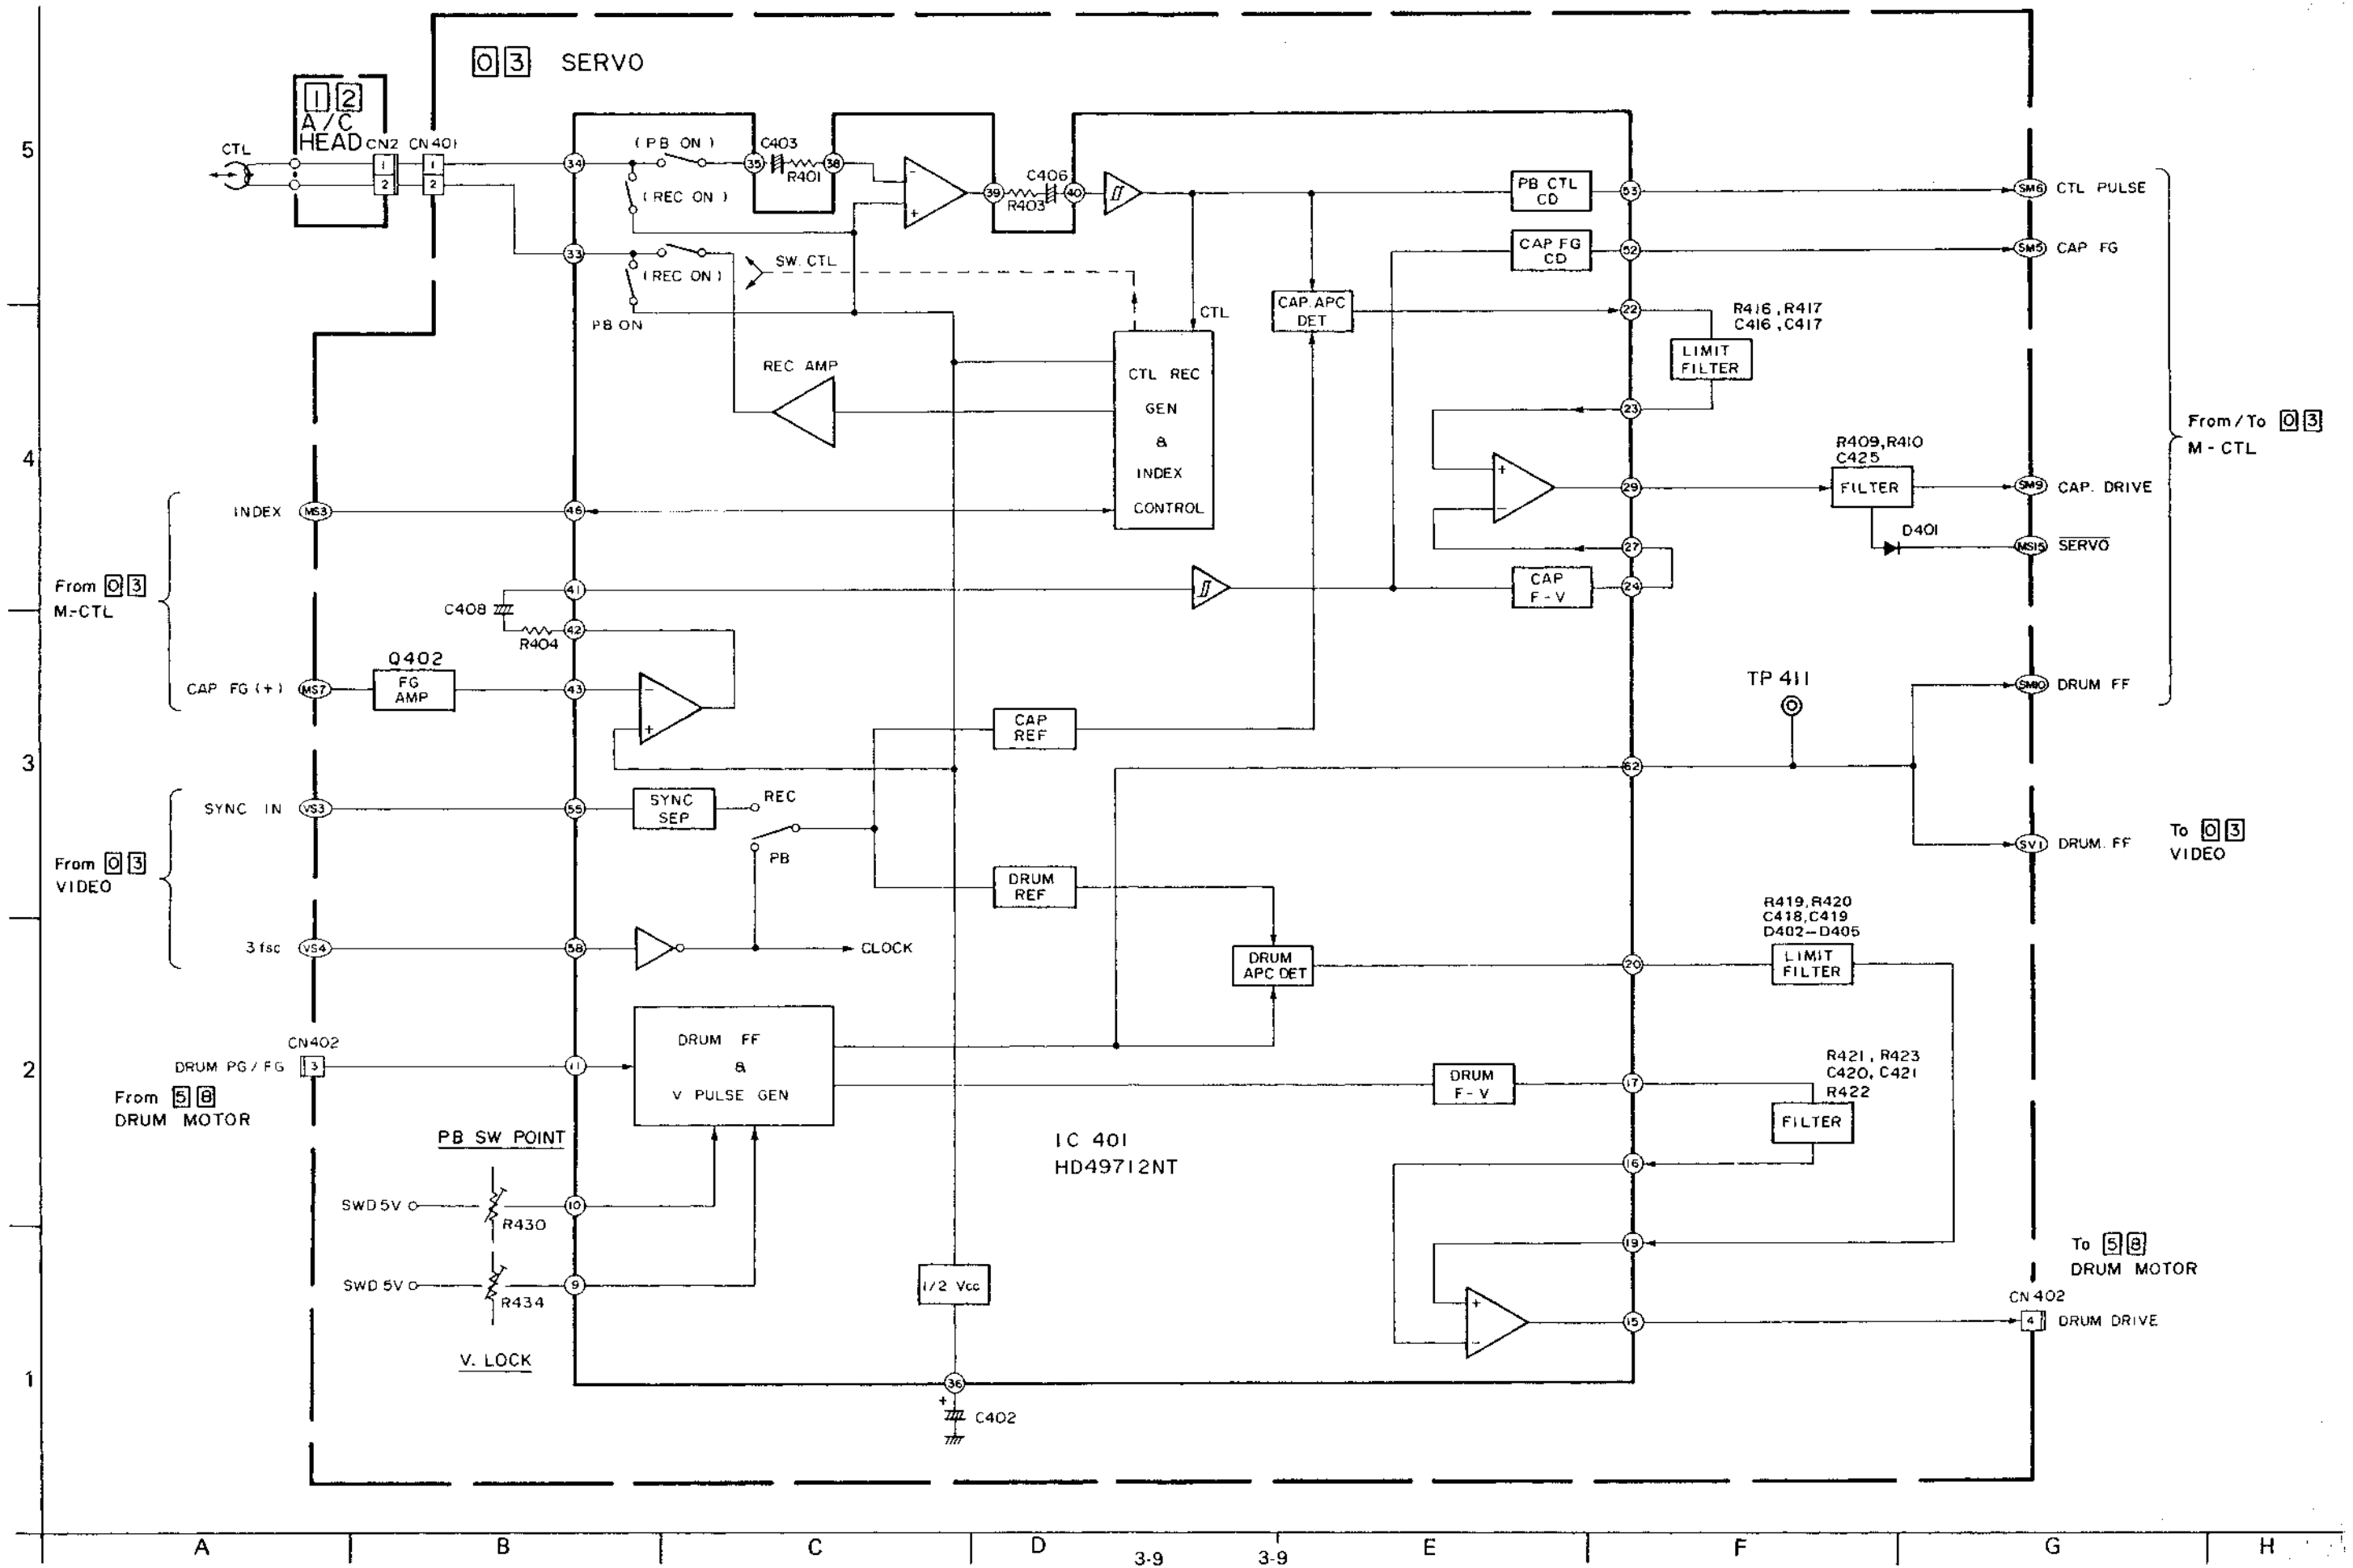 03 SERVO
12
A/C
HEAD
CN2
CN401
CTL
1
2
1
2
5
34
(PB ON)
35
C403
R401
38
(REC ON)
-
+
39
C406
R403
40
PB CTL
CD
53
SM6
CTL PULSE
33
(REC ON)
SW. CTL
CAP FG
CD
52
SM5
CAP FG
PB ON
CTL
CAP. APC
DET
22
R416, R417
C416, C417
LIMIT
FILTER
REC AMP
CTL REC
GEN
&
INDEX
CONTROL
23
From/To 03
M-CTL
4
R409, R410
C425
+
-
29
FILTER
SM9
CAP. DRIVE
INDEX
MS3
46
D401
27
MS15
SERVO
From 03
M-CTL
C408
41
CAP
F-V
24
R404
42
Q402
FG
AMP
CAP FG (+)
MS7
43
-
+
TP 411
SM10
DRUM FF
CAP
REF
3
62
SYNC IN
VS3
55
SYNC
SEP
REC
PB
SV1
DRUM. FF
To 03
VIDEO
From 03
VIDEO
DRUM
REF
R419, R420
C418, C419
D402-D405
3 fsc
VS4
58
CLOCK
DRUM
APC DET
20
LIMIT
FILTER
CN402
DRUM PG/FG
3
11
DRUM FF
&
V PULSE GEN
2
From 58
DRUM MOTOR
DRUM
F-V
17
R421, R423
C420, C421
R422
FILTER
PB SW POINT
IC 401
HD49712NT
16
SWD 5V
R430
10
19
SWD 5V
R434
9
1/2 Vcc
To 58
DRUM MOTOR
CN402
+
-
15
4
DRUM DRIVE
V. LOCK
1
36
+
C402
A
B
C
D
3-9
3-9
E
F
G
H